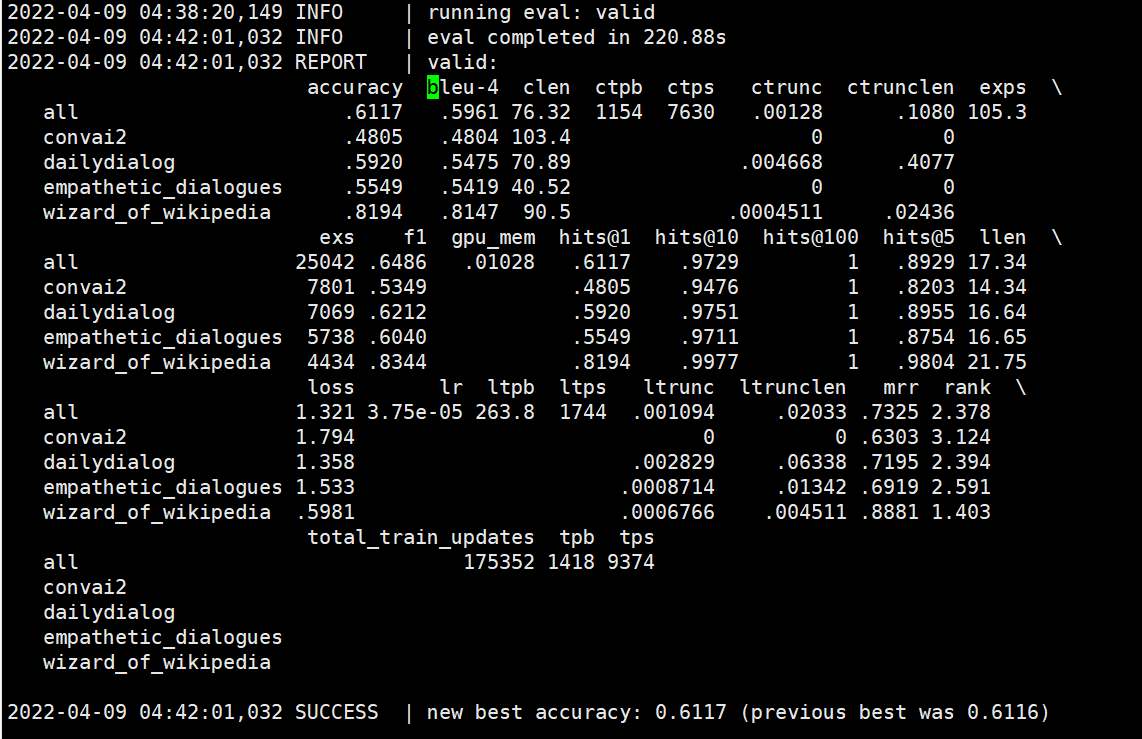 2022-04-09 04:38:20,149 INFO     | running eval: valid
2022-04-09 04:42:01,032 INFO     | eval completed in 220.88s
2022-04-09 04:42:01,032 REPORT   | valid:
                         accuracy  bleu-4  clen  ctpb  ctps   ctrunc  ctrunclen  exps  \
   all                      .6117   .5961 76.32  1154  7630   .00128      .1080 105.3
   convai2                  .4805   .4804 103.4                    0          0
   dailydialog              .5920   .5475 70.89              .004668      .4077
   empathetic_dialogues     .5549   .5419 40.52                    0          0
   wizard_of_wikipedia      .8194   .8147  90.5             .0004511     .02436
                          exs    f1  gpu_mem  hits@1  hits@10  hits@100  hits@5  llen  \
   all                  25042 .6486   .01028   .6117    .9729         1   .8929 17.34
   convai2               7801 .5349            .4805    .9476         1   .8203 14.34
   dailydialog           7069 .6212            .5920    .9751         1   .8955 16.64
   empathetic_dialogues  5738 .6040            .5549    .9711         1   .8754 16.65
   wizard_of_wikipedia   4434 .8344            .8194    .9977         1   .9804 21.75
                         loss       lr  ltpb  ltps   ltrunc  ltrunclen   mrr  rank  \
   all                  1.321 3.75e-05 263.8  1744  .001094     .02033 .7325 2.378
   convai2              1.794                             0          0 .6303 3.124
   dailydialog          1.358                       .002829     .06338 .7195 2.394
   empathetic_dialogues 1.533                      .0008714     .01342 .6919 2.591
   wizard_of_wikipedia  .5981                      .0006766    .004511 .8881 1.403
                         total_train_updates  tpb  tps
   all                                175352 1418 9374
   convai2
   dailydialog
   empathetic_dialogues
   wizard_of_wikipedia
2022-04-09 04:42:01,032 SUCCESS  | new best accuracy: 0.6117 (previous best was 0.6116)